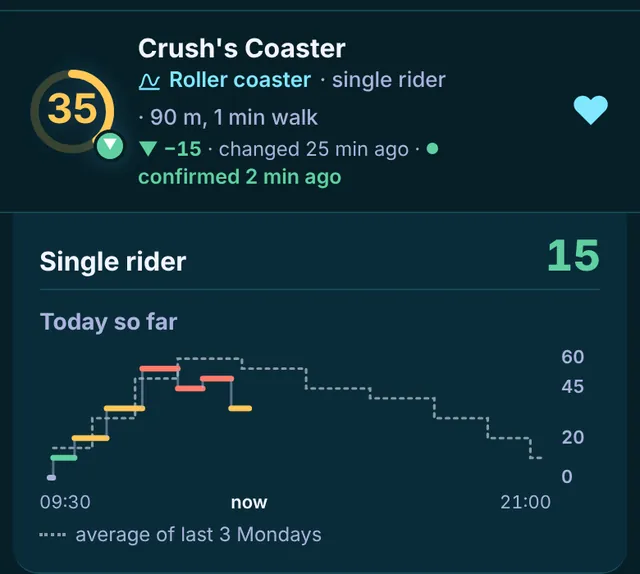 Crush's Coaster
35
Roller coaster · single rider
· 90 m, 1 min walk
▼ −15 · changed 25 min ago · ●
confirmed 2 min ago
Single rider 15
Today so far
60
45
20
0
09:30 now 21:00
average of last 3 Mondays